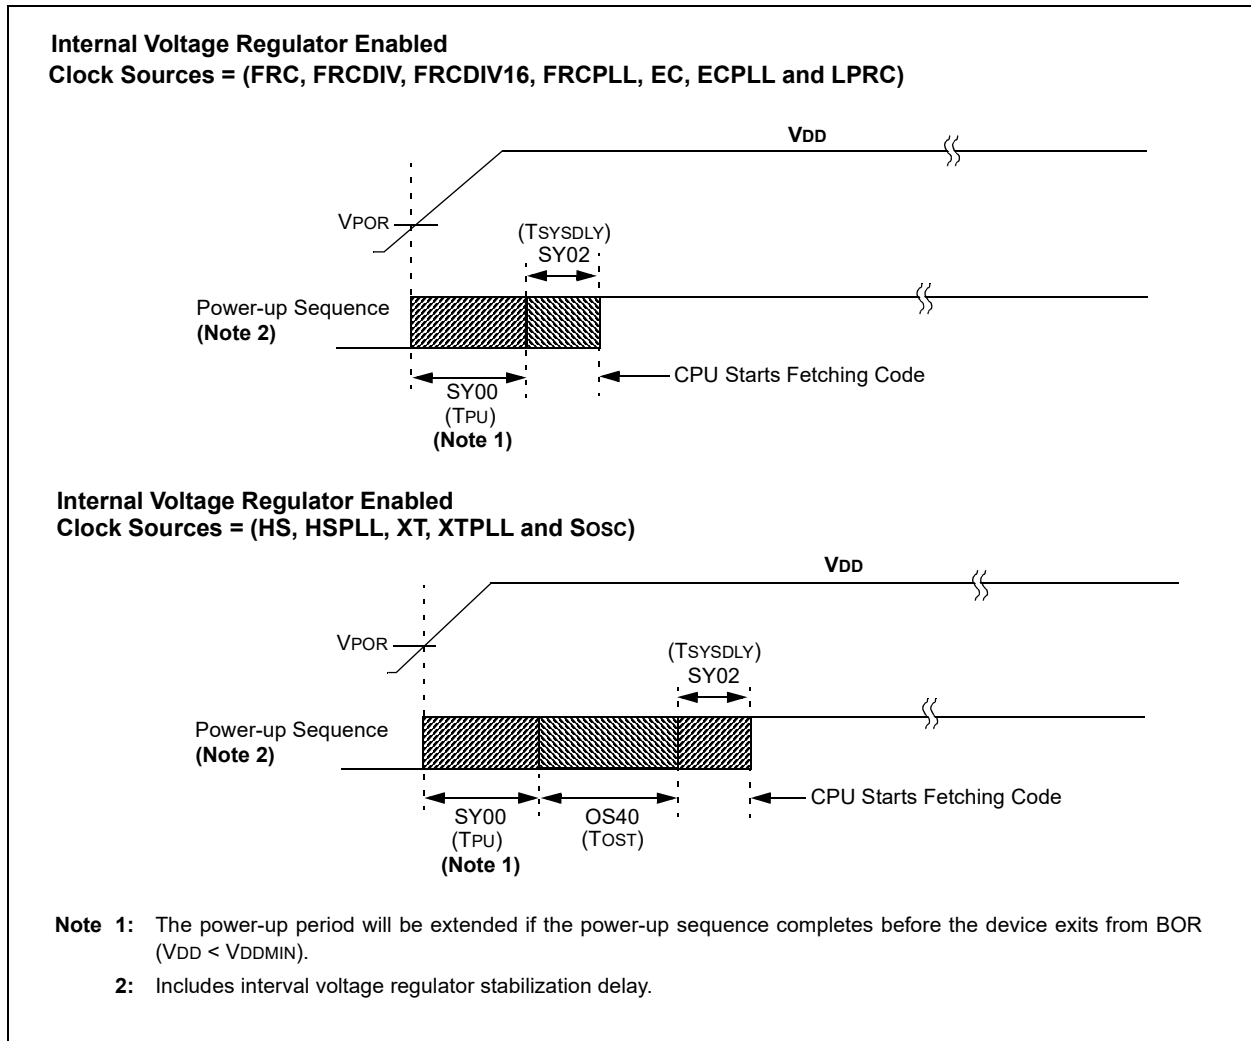 Internal Voltage Regulator Enabled
Clock Sources = (FRC, FRCDIV, FRCDIV16, FRCPLL, EC, ECPLL and LPRC)
VDD
VPOR
(TSYSDLY)
SY02
Power-up Sequence
(Note 2)
CPU Starts Fetching Code
SY00
(TPU)
(Note 1)
Internal Voltage Regulator Enabled
Clock Sources = (HS, HSPLL, XT, XTPLL and SOSC)
VDD
VPOR
(TSYSDLY)
SY02
Power-up Sequence
(Note 2)
CPU Starts Fetching Code
SY00
(TPU)
(Note 1)
OS40
(TOST)
Note 1: The power-up period will be extended if the power-up sequence completes before the device exits from BOR
(VDD < VDDMIN).
2: Includes interval voltage regulator stabilization delay.